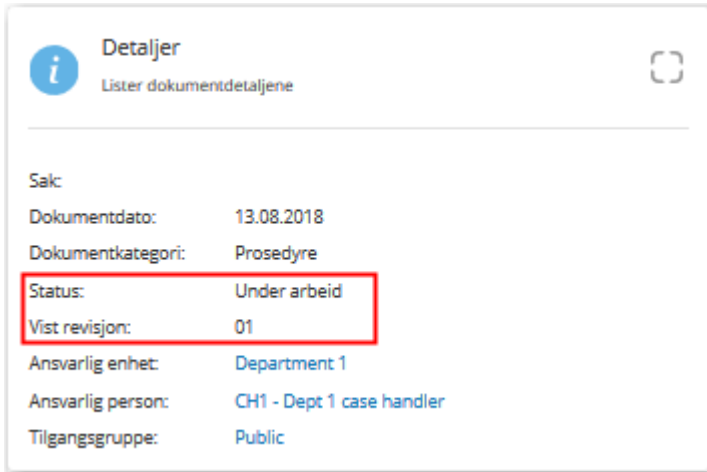 Detaljer
Lister dokumentdetaljene
Sak:
Dokumentdato: 13.08.2018
Dokumentkategori: Prosedyre
Status: Under arbeid
Vist revisjon: 01
Ansvarlig enhet: Department 1
Ansvarlig person: CH1 - Dept 1 case handler
Tilgangsgruppe: Public